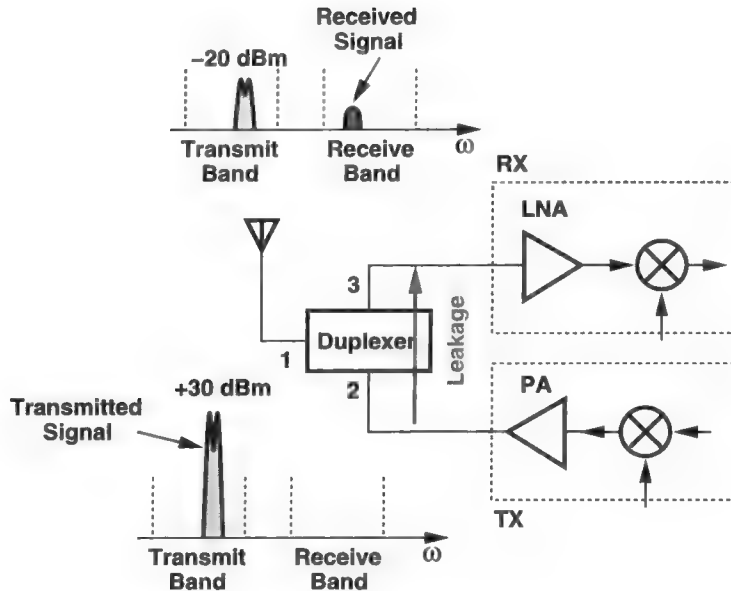 Received
Signal
–20 dBm
Transmit
Band
Receive
Band
ω
RX
LNA
3
Duplexer
1
Leakage
2
PA
TX
+30 dBm
Transmitted
Signal
Transmit
Band
Receive
Band
ω